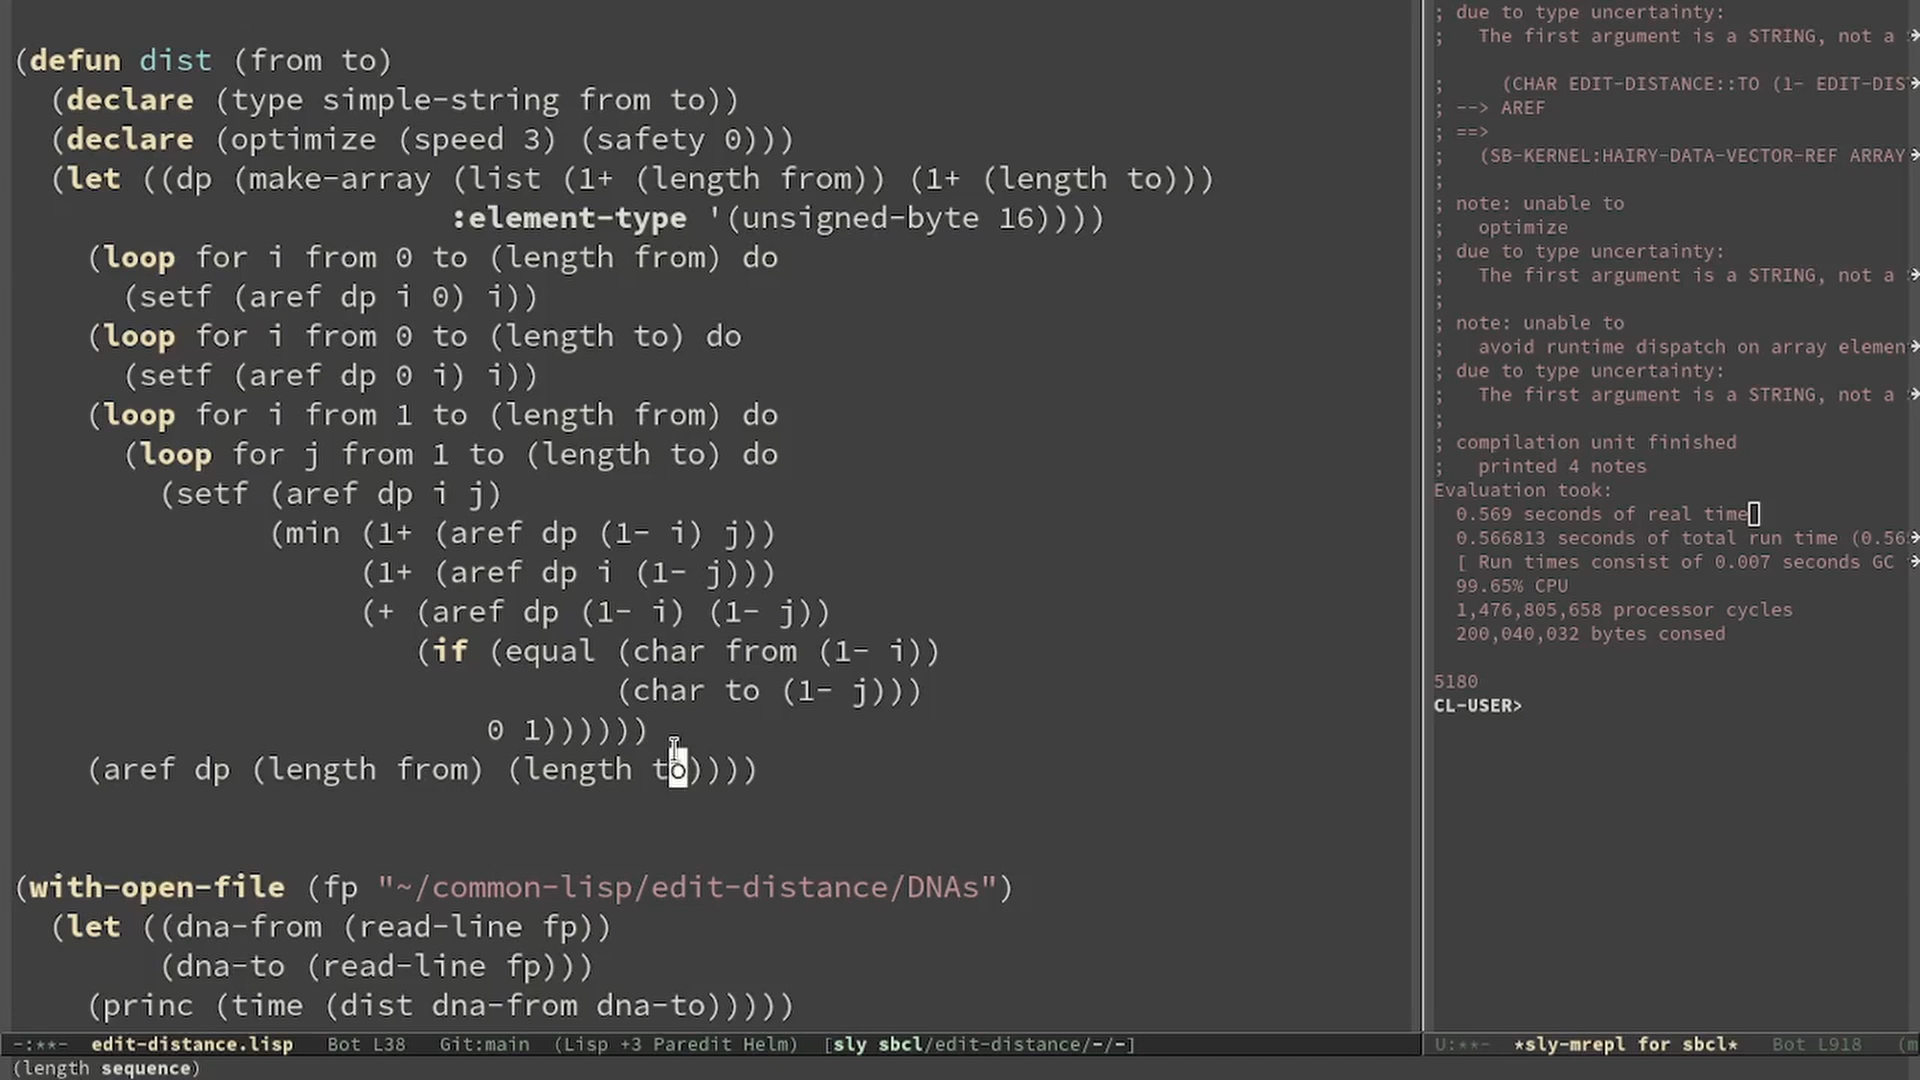 (defun dist (from to)
  (declare (type simple-string from to))
  (declare (optimize (speed 3) (safety 0)))
  (let ((dp (make-array (list (1+ (length from)) (1+ (length to)))
                        :element-type '(unsigned-byte 16))))
    (loop for i from 0 to (length from) do
      (setf (aref dp i 0) i))
    (loop for i from 0 to (length to) do
      (setf (aref dp 0 i) i))
    (loop for i from 1 to (length from) do
      (loop for j from 1 to (length to) do
        (setf (aref dp i j)
              (min (1+ (aref dp (1- i) j))
                   (1+ (aref dp i (1- j)))
                   (+ (aref dp (1- i) (1- j))
                      (if (equal (char from (1- i))
                                 (char to (1- j)))
                          0 1))))))
    (aref dp (length from) (length to))))
(with-open-file (fp "~/common-lisp/edit-distance/DNAs")
  (let ((dna-from (read-line fp))
        (dna-to (read-line fp)))
    (princ (time (dist dna-from dna-to)))))
-:**-  edit-distance.lisp   Bot L38   Git:main  (Lisp +3 Paredit Helm)  [sly sbcl/edit-distance/-/-]
(length sequence)
; due to type uncertainty:
;   The first argument is a STRING, not a
;     (CHAR EDIT-DISTANCE::TO (1- EDIT-DIS
; --> AREF
; ==>
;   (SB-KERNEL:HAIRY-DATA-VECTOR-REF ARRAY
;
; note: unable to
;   optimize
; due to type uncertainty:
;   The first argument is a STRING, not a
;
; note: unable to
;   avoid runtime dispatch on array elemen
; due to type uncertainty:
;   The first argument is a STRING, not a
;
; compilation unit finished
;   printed 4 notes
Evaluation took:
  0.569 seconds of real time
  0.566813 seconds of total run time (0.56
  [ Run times consist of 0.007 seconds GC
  99.65% CPU
  1,476,805,658 processor cycles
  200,040,032 bytes consed
5180
CL-USER>
U:**-  *sly-mrepl for sbcl*   Bot L918   (m